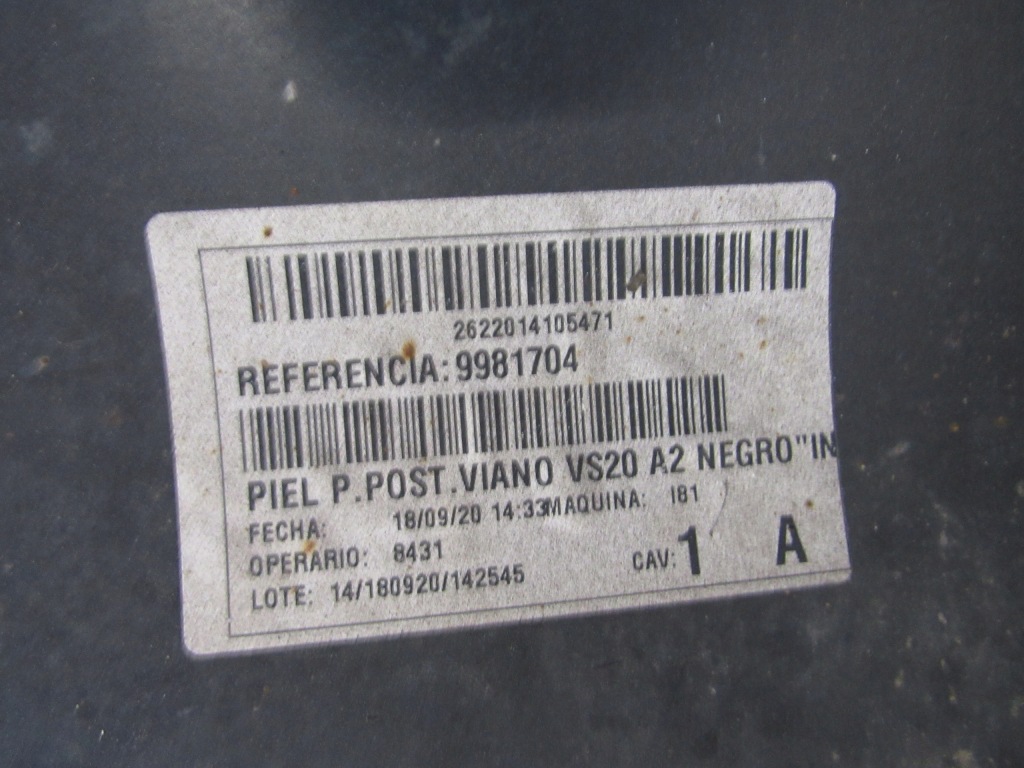 2622014105471
REFERENCIA: 9981704
PIEL P.POST.VIANO VS20 A2 NEGRO"IN
FECHA: 18/09/20 14:33MAQUINA: I81
OPERARIO: 8431
CAV: 1 A
LOTE: 14/180920/142545